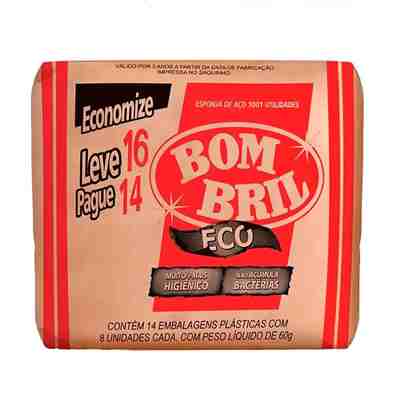 VÁLIDO POR 3 ANOS A PARTIR DA DATA DE FABRICAÇÃO
IMPRESSA NO SAQUINHO.
Economize
ESPONJA DE AÇO 1001 UTILIDADES
Leve 16
Pague 14
BOM
BRIL
ECO
MUITO MAIS
HIGIÊNICO
NÃO ACUMULA
BACTÉRIAS
CONTÉM 14 EMBALAGENS PLÁSTICAS COM
8 UNIDADES CADA, COM PESO LÍQUIDO DE 60g